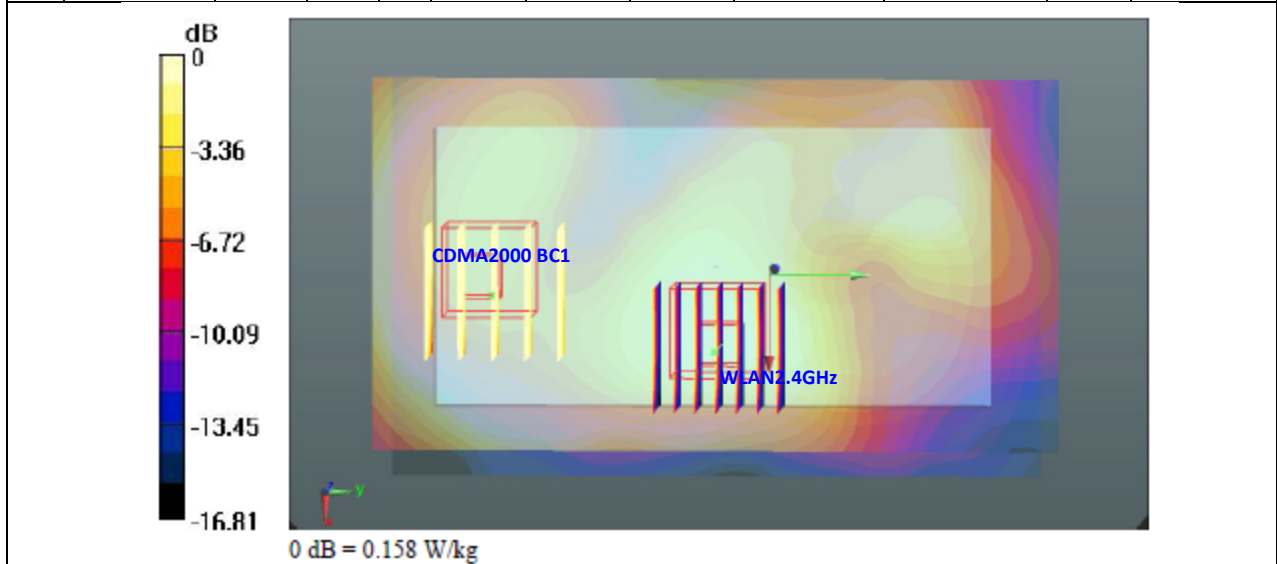 dB
0
-3.36
-6.72
-10.09
-13.45
-16.81
CDMA2000 BC1
WLAN2.4GHz
y
0 dB = 0.158 W/kg